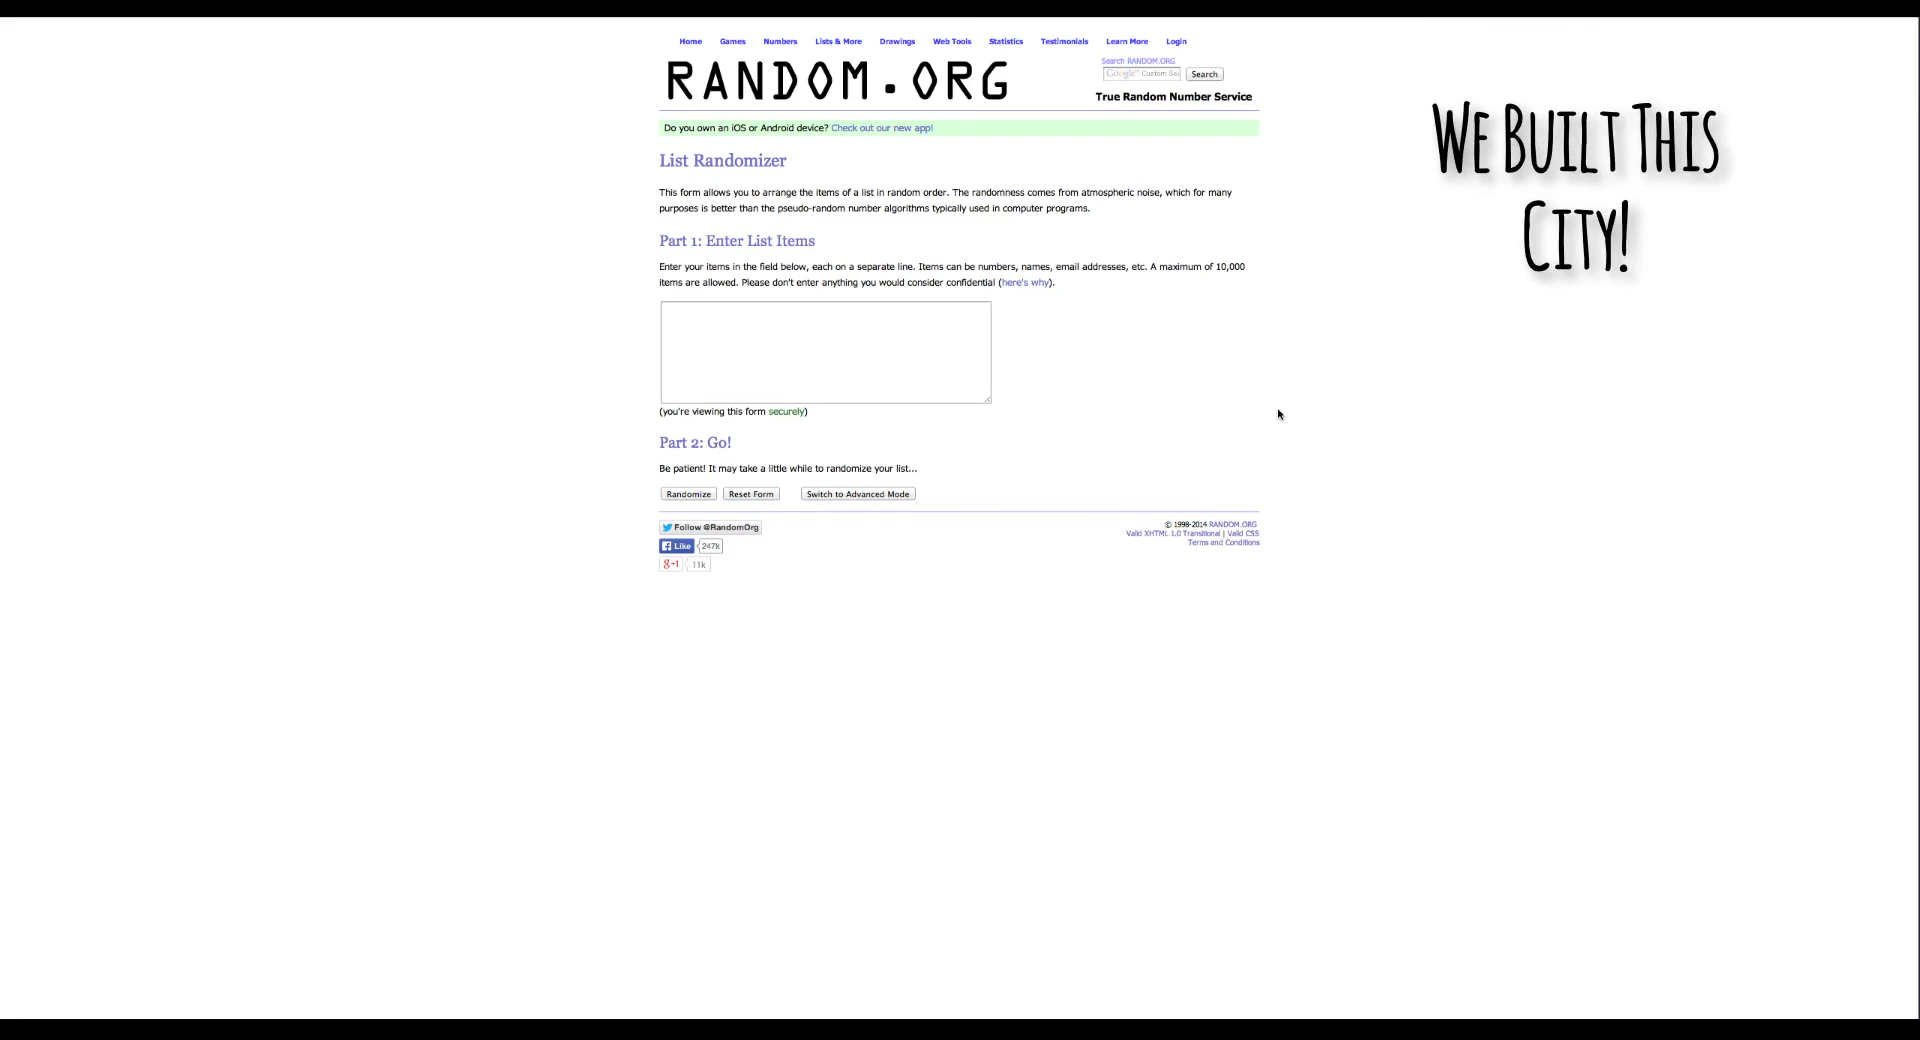 Home Games Numbers Lists & More Drawings Web Tools Statistics Testimonials Learn More Login
RANDOM.ORG
Search RANDOM.ORG
Google™ Custom Sea Search
True Random Number Service
Do you own an iOS or Android device? Check out our new app!
List Randomizer
This form allows you to arrange the items of a list in random order. The randomness comes from atmospheric noise, which for many
purposes is better than the pseudo-random number algorithms typically used in computer programs.
Part 1: Enter List Items
Enter your items in the field below, each on a separate line. Items can be numbers, names, email addresses, etc. A maximum of 10,000
items are allowed. Please don't enter anything you would consider confidential (here's why).
(you're viewing this form securely)
Part 2: Go!
Be patient! It may take a little while to randomize your list...
Randomize Reset Form Switch to Advanced Mode
Follow @RandomOrg
Like 247k
g+1 11k
© 1998-2014 RANDOM.ORG
Valid XHTML 1.0 Transitional | Valid CSS
Terms and Conditions
We Built This
City!